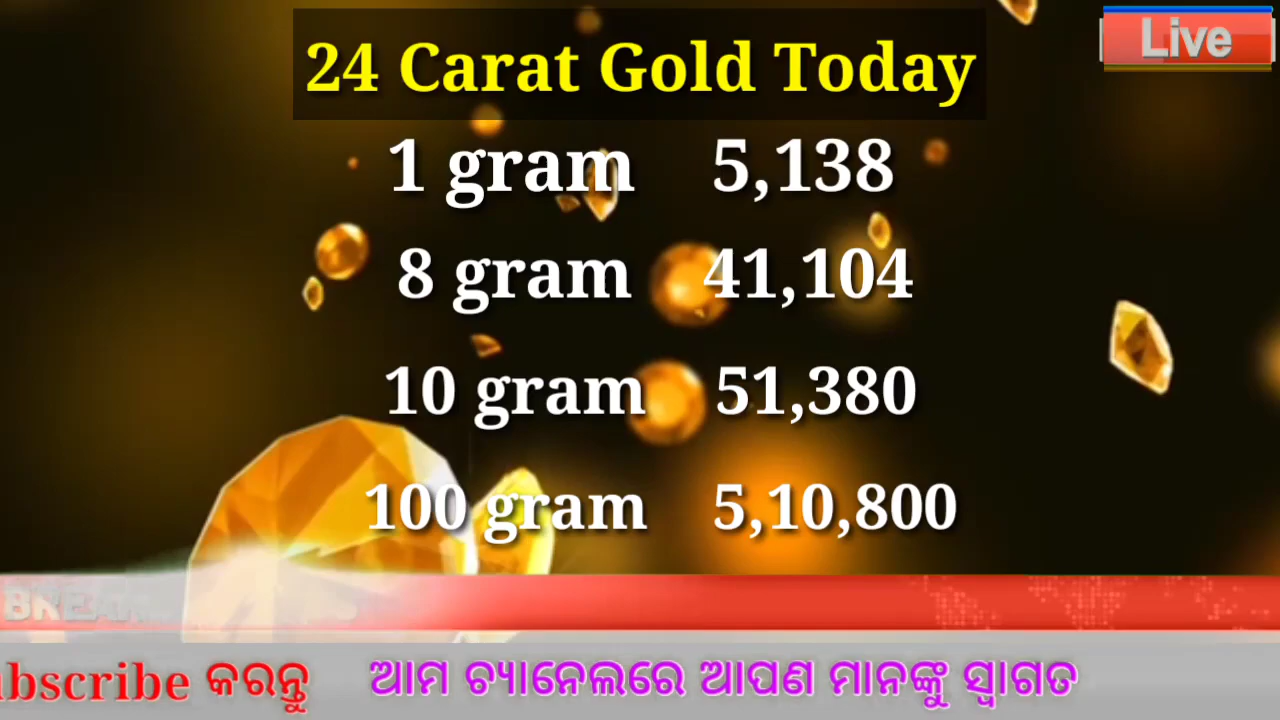 24 Carat Gold Today
Live
1 gram 5,138
8 gram 41,104
10 gram 51,380
100 gram 5,10,800
କରନ୍ତୁ ଆମ ଚ୍ୟାନେଲରେ ଆପଣ ମାନଙ୍କୁ ସ୍ୱାଗତ